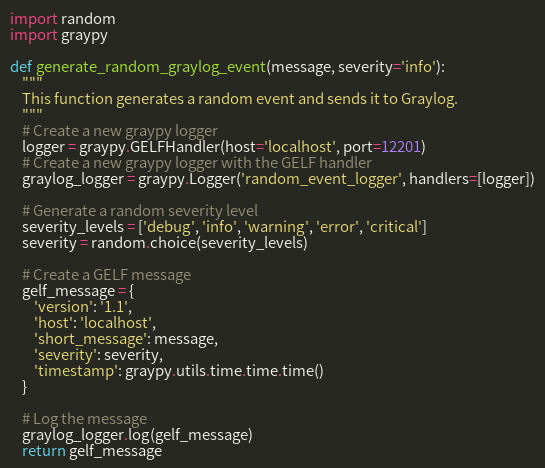 import random
import graypy

def generate_random_graylog_event(message, severity='info'):
    """
    This function generates a random event and sends it to Graylog.
    """
    # Create a new graypy logger
    logger = graypy.GELFHandler(host='localhost', port=12201)
    # Create a new graypy logger with the GELF handler
    graylog_logger = graypy.Logger('random_event_logger', handlers=[logger])

    # Generate a random severity level
    severity_levels = ['debug', 'info', 'warning', 'error', 'critical']
    severity = random.choice(severity_levels)

    # Create a GELF message
    gelf_message = {
        'version': '1.1',
        'host': 'localhost',
        'short_message': message,
        'severity': severity,
        'timestamp': graypy.utils.time.time.time()
    }

    # Log the message
    graylog_logger.log(gelf_message)
    return gelf_message